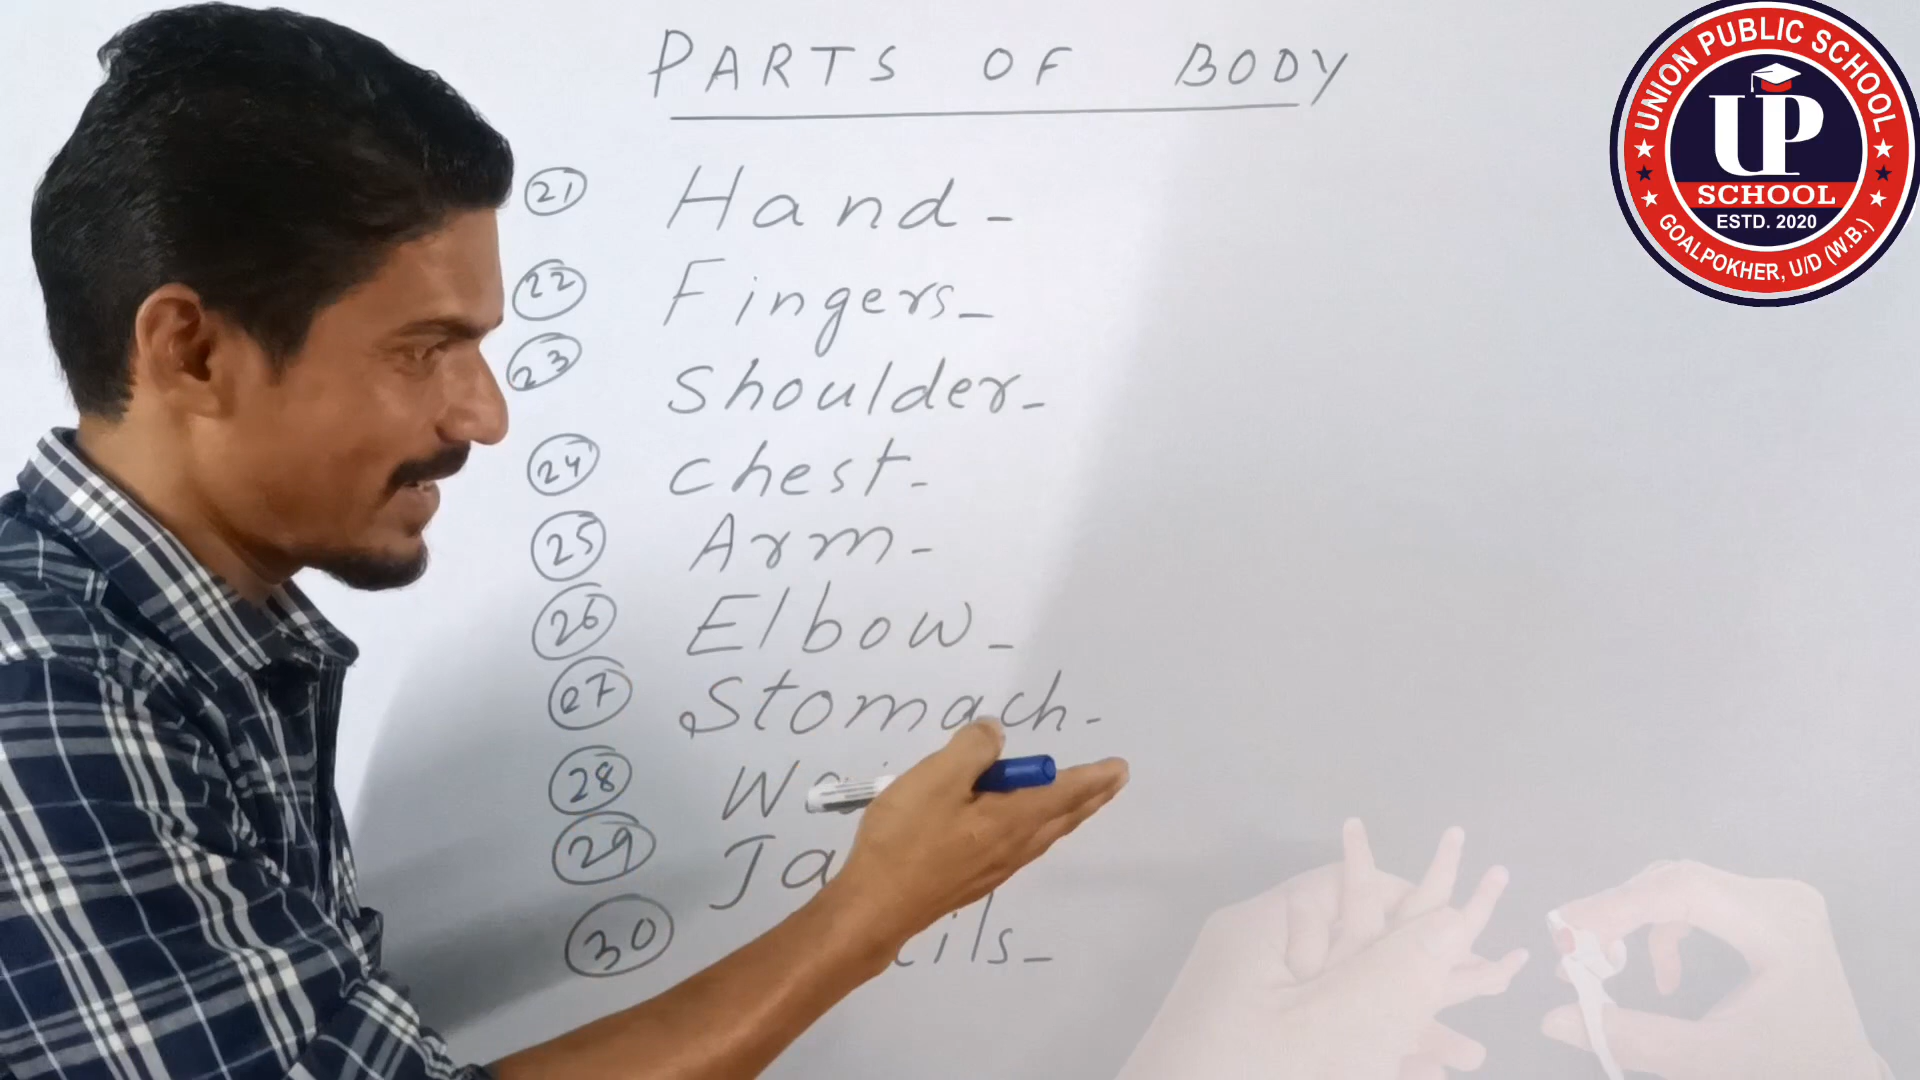 PARTS OF BODY
21 Hand -
22 Fingers -
23 Shoulder -
24 Chest -
25 Arm -
26 Elbow -
27 Stomach -
28
29
30
UNION PUBLIC SCHOOL
UP
SCHOOL
ESTD. 2020
GOALPOKHER, U/D (W.B.)